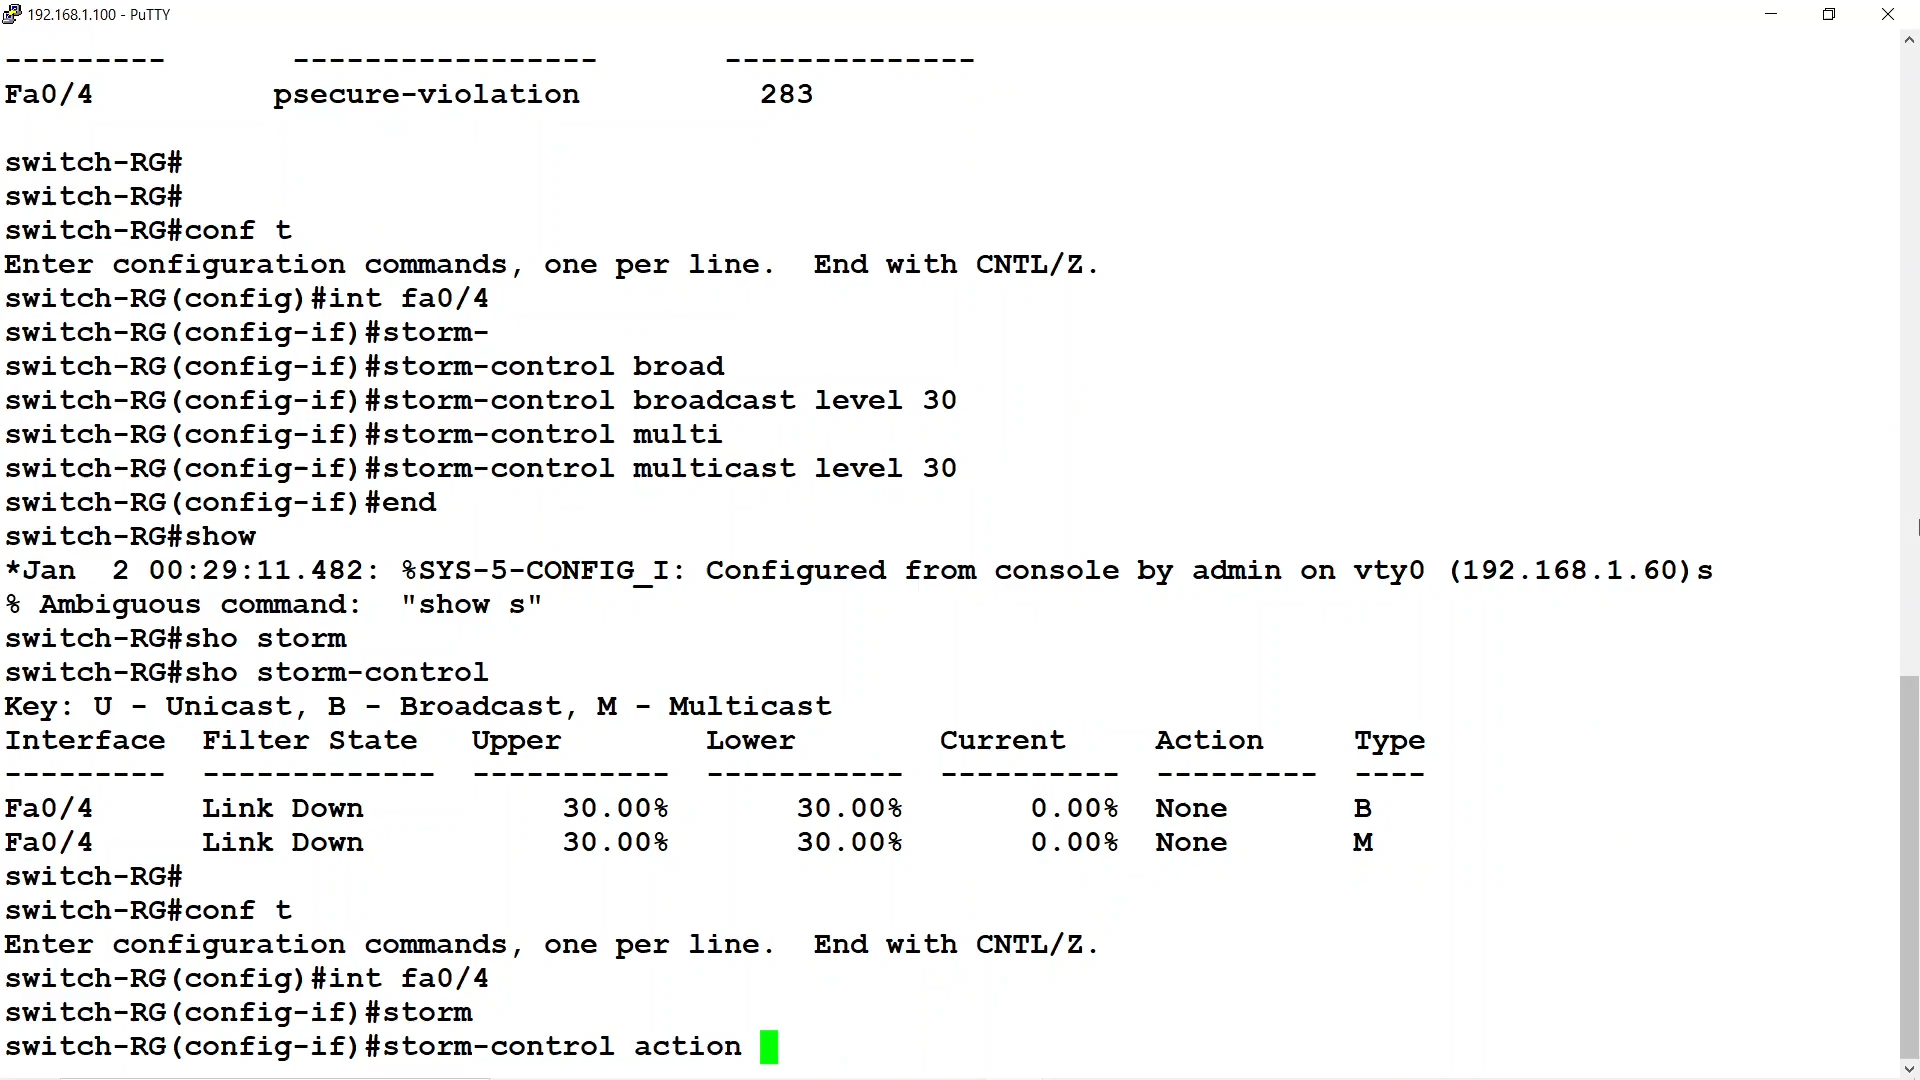 192.168.1.100 - PuTTY
---------       -----------------       --------------
Fa0/4          psecure-violation          283
switch-RG#
switch-RG#
switch-RG#conf t
Enter configuration commands, one per line.  End with CNTL/Z.
switch-RG(config)#int fa0/4
switch-RG(config-if)#storm-
switch-RG(config-if)#storm-control broad
switch-RG(config-if)#storm-control broadcast level 30
switch-RG(config-if)#storm-control multi
switch-RG(config-if)#storm-control multicast level 30
switch-RG(config-if)#end
switch-RG#show
*Jan  2 00:29:11.482: %SYS-5-CONFIG_I: Configured from console by admin on vty0 (192.168.1.60)s
% Ambiguous command:  "show s"
switch-RG#sho storm
switch-RG#sho storm-control
Key: U - Unicast, B - Broadcast, M - Multicast
Interface  Filter State   Upper        Lower        Current     Action     Type
---------  -------------  -----------  -----------  ----------  ---------  ----
Fa0/4      Link Down           30.00%       30.00%       0.00%  None       B
Fa0/4      Link Down           30.00%       30.00%       0.00%  None       M
switch-RG#
switch-RG#conf t
Enter configuration commands, one per line.  End with CNTL/Z.
switch-RG(config)#int fa0/4
switch-RG(config-if)#storm
switch-RG(config-if)#storm-control action